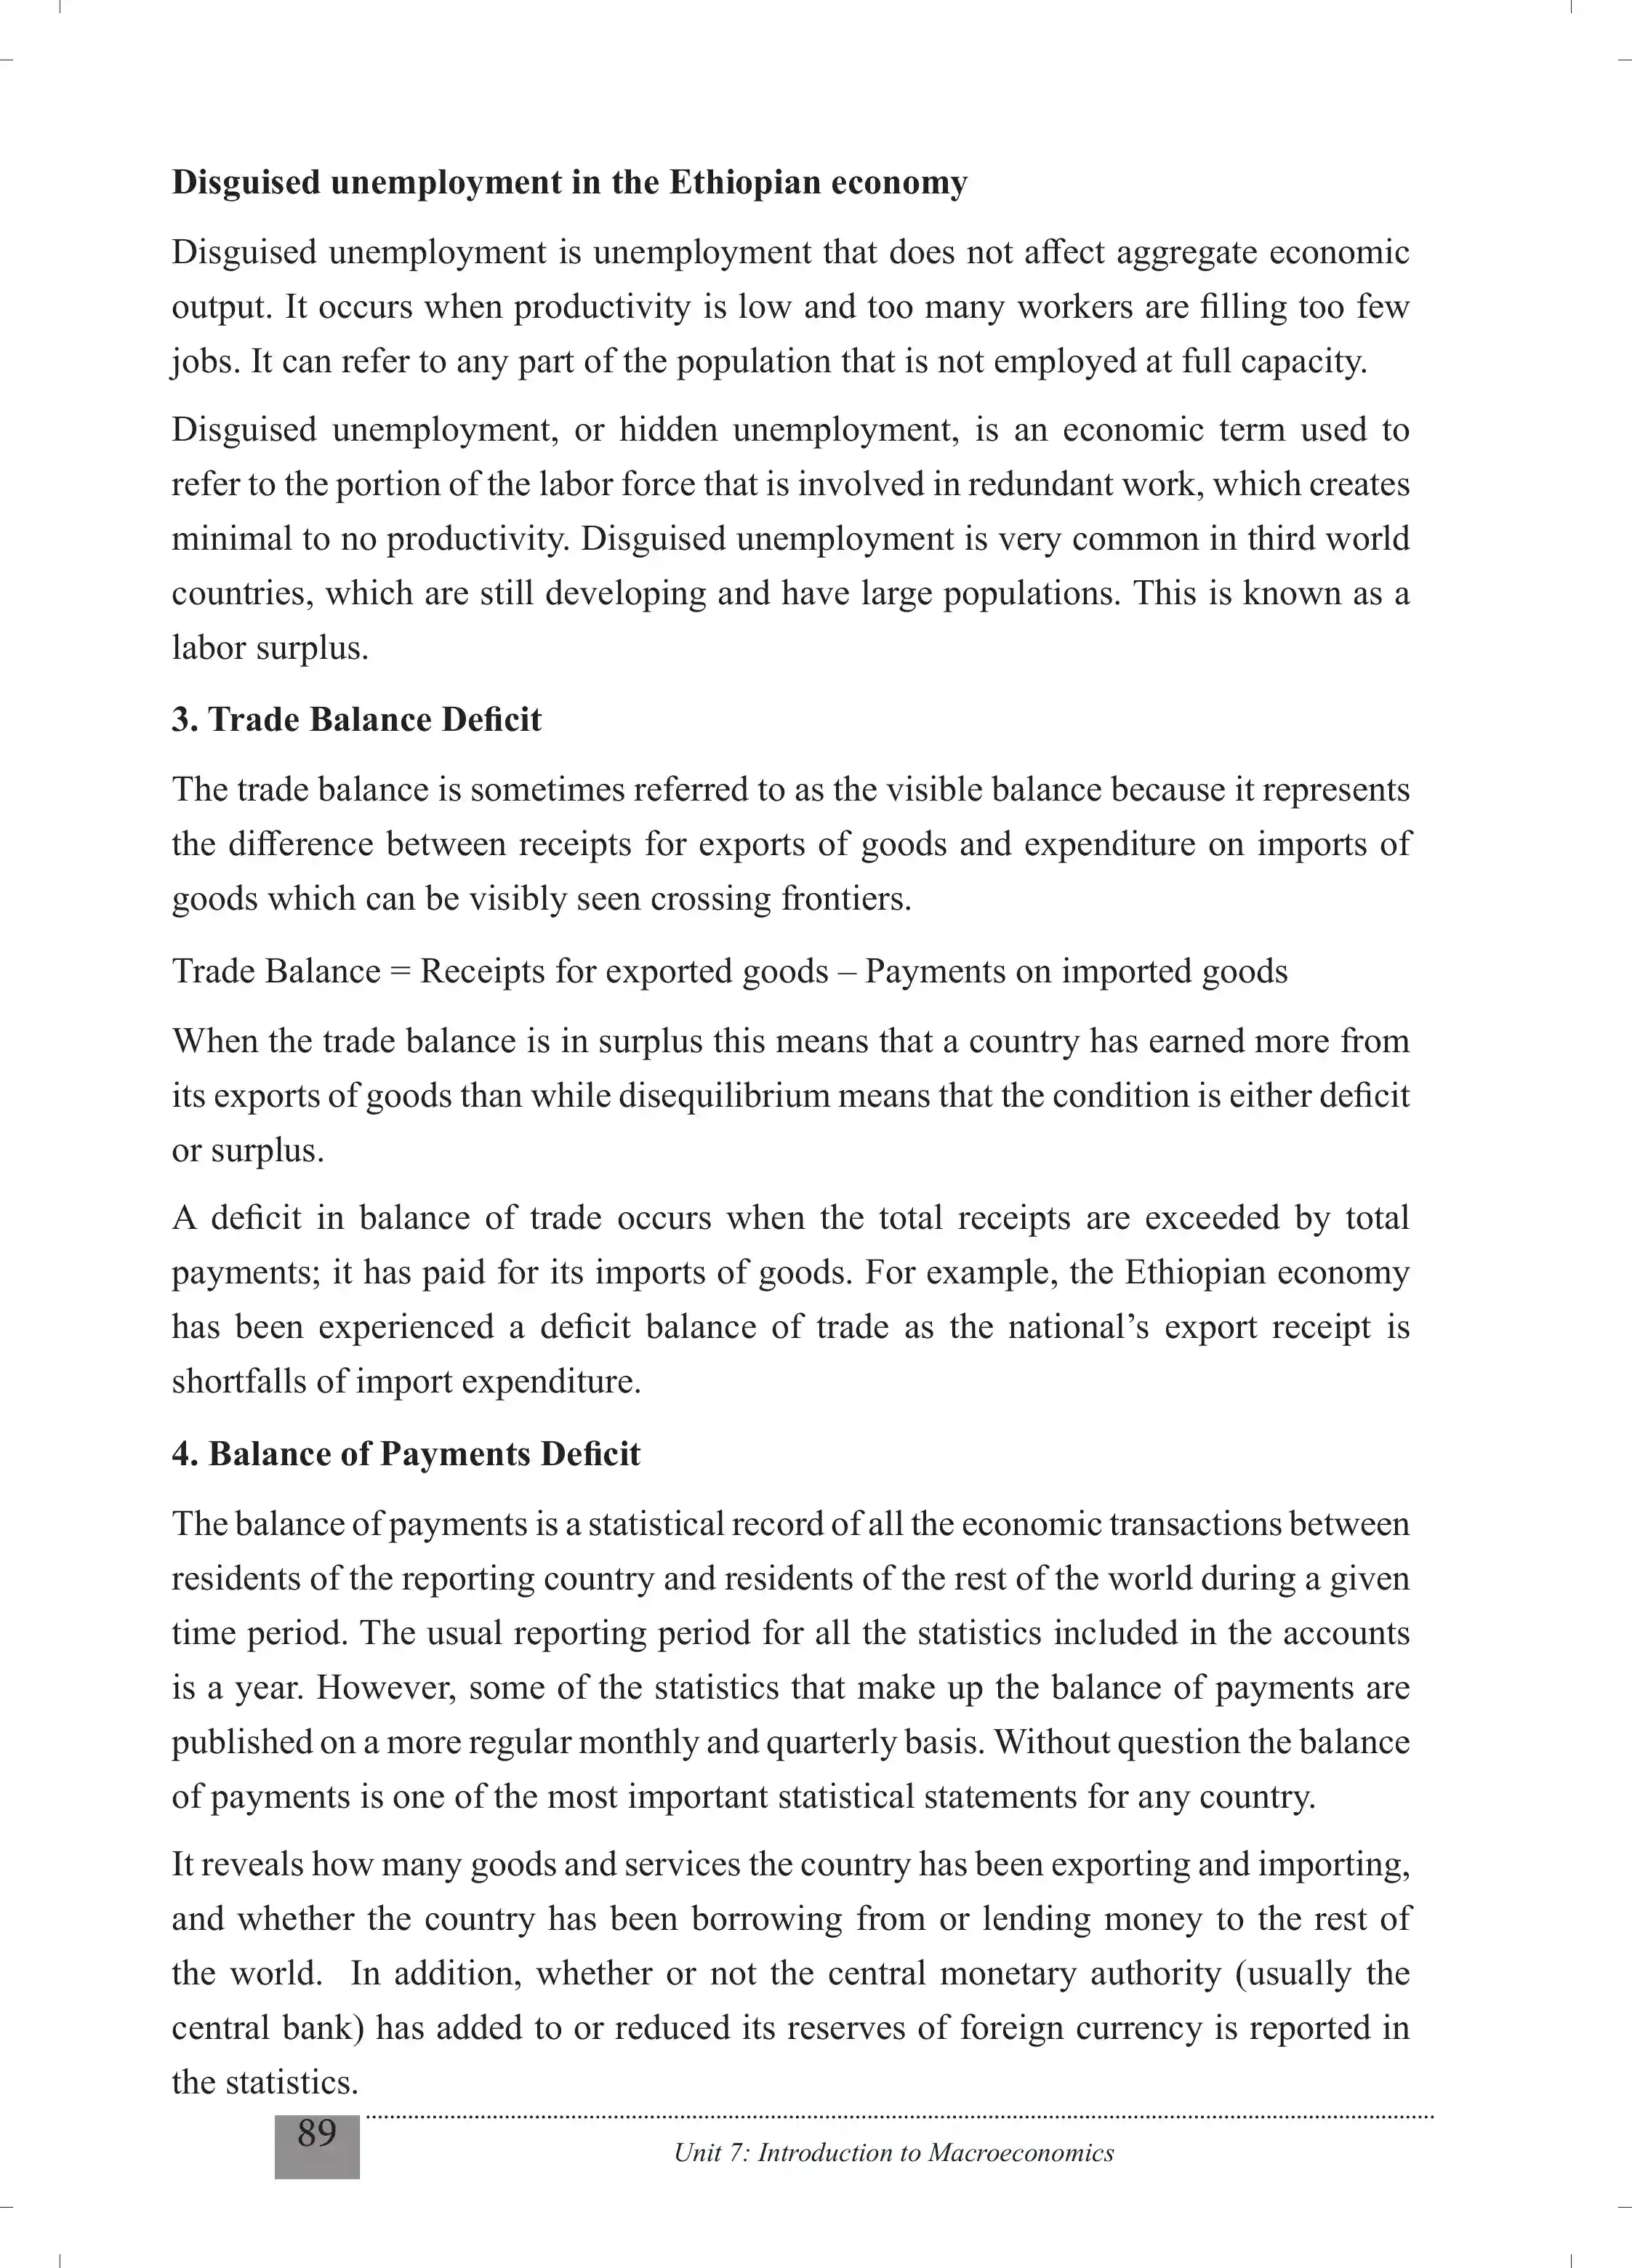 Disguised unemployment in the Ethiopian economy
Disguised unemployment is unemployment that does not affect aggregate economic
output. It occurs when productivity is low and too many workers are filling too few
jobs. It can refer to any part of the population that is not employed at full capacity.
Disguised unemployment, or hidden unemployment, is an economic term used to
refer to the portion of the labor force that is involved in redundant work, which creates
minimal to no productivity. Disguised unemployment is very common in third world
countries, which are still developing and have large populations. This is known as a
labor surplus.
3. Trade Balance Deficit
The trade balance is sometimes referred to as the visible balance because it represents
the difference between receipts for exports of goods and expenditure on imports of
goods which can be visibly seen crossing frontiers.
Trade Balance = Receipts for exported goods – Payments on imported goods
When the trade balance is in surplus this means that a country has earned more from
its exports of goods than while disequilibrium means that the condition is either deficit
or surplus.
A deficit in balance of trade occurs when the total receipts are exceeded by total
payments; it has paid for its imports of goods. For example, the Ethiopian economy
has been experienced a deficit balance of trade as the national’s export receipt is
shortfalls of import expenditure.
4. Balance of Payments Deficit
The balance of payments is a statistical record of all the economic transactions between
residents of the reporting country and residents of the rest of the world during a given
time period. The usual reporting period for all the statistics included in the accounts
is a year. However, some of the statistics that make up the balance of payments are
published on a more regular monthly and quarterly basis. Without question the balance
of payments is one of the most important statistical statements for any country.
It reveals how many goods and services the country has been exporting and importing,
and whether the country has been borrowing from or lending money to the rest of
the world. In addition, whether or not the central monetary authority (usually the
central bank) has added to or reduced its reserves of foreign currency is reported in
the statistics.
89
Unit 7: Introduction to Macroeconomics